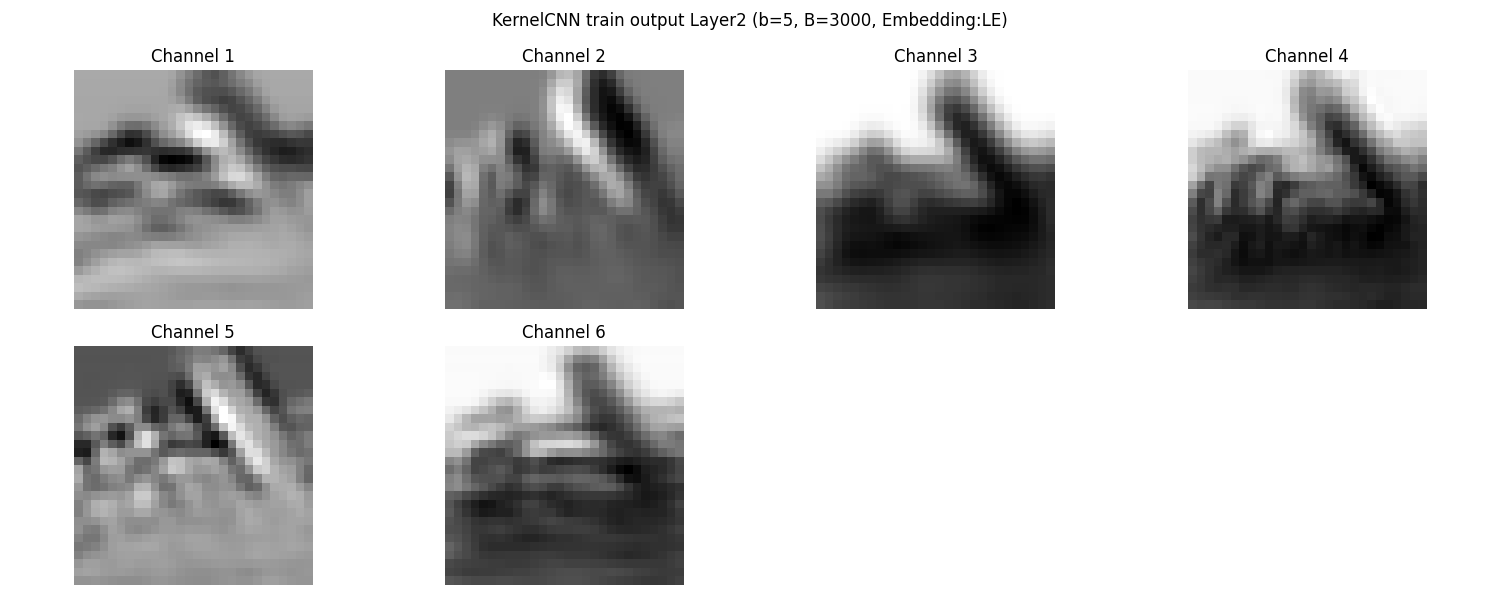 KernelCNN train output Layer2 (b=5, B=3000, Embedding:LE)
Channel 1
Channel 2
Channel 3
Channel 4
Channel 5
Channel 6